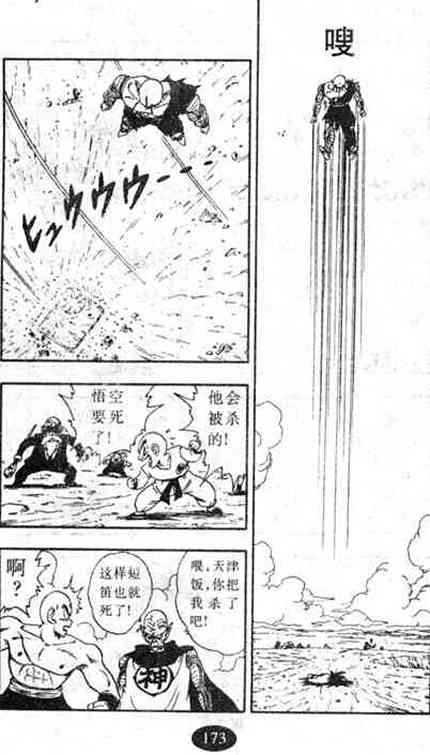 嗖
ヒュウウウー---
他会
被杀
的!
悟空
要死
了!
喂,天津
饭,你把
我杀了
吧!
这样短
笛也就
死了!
啊
?
神
173